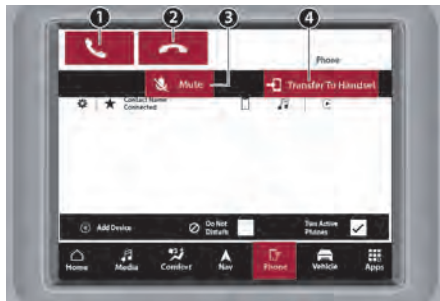 1 2 3 4
Phone
Mute
Transfer To Handset
Contact Name
Connected
Add Device
Do Not
Disturb
Two Active
Phones
Home Media Comfort Nav Phone Vehicle Apps